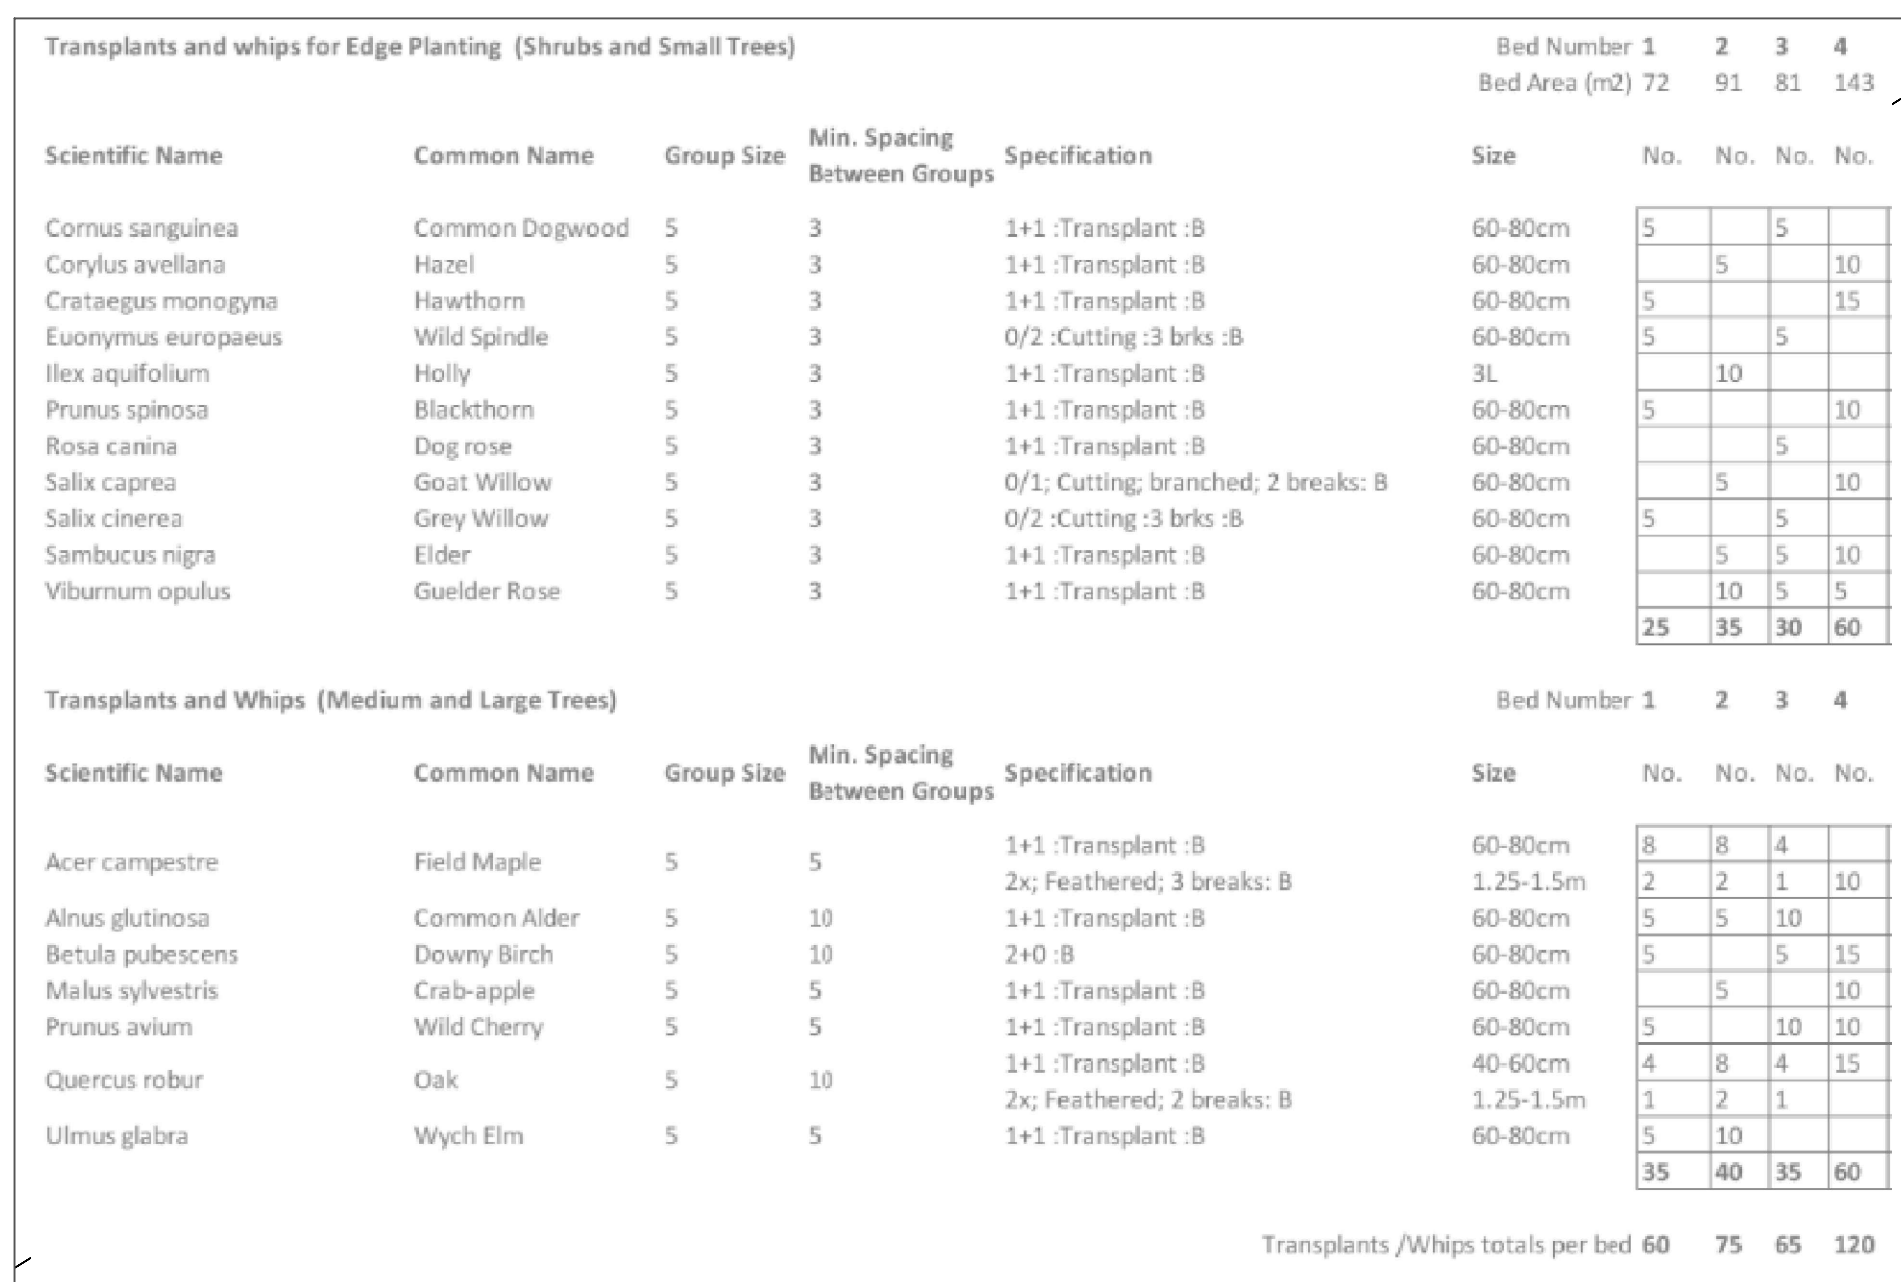 Transplants and whips for Edge Planting (Shrubs and Small Trees) Bed Number 1 2 3 4
Bed Area (m2) 72 91 81 143
Scientific Name Common Name Group Size Min. Spacing Between Groups Specification Size No. No. No. No.
Cornus sanguinea Common Dogwood 5 3 1+1 :Transplant :B 60-80cm 5 5
Corylus avellana Hazel 5 3 1+1 :Transplant :B 60-80cm 5 10
Crataegus monogyna Hawthorn 5 3 1+1 :Transplant :B 60-80cm 5 15
Euonymus europaeus Wild Spindle 5 3 0/2 :Cutting :3 brks :B 60-80cm 5 5
Ilex aquifolium Holly 5 3 1+1 :Transplant :B 3L 10
Prunus spinosa Blackthorn 5 3 1+1 :Transplant :B 60-80cm 5 10
Rosa canina Dog rose 5 3 1+1 :Transplant :B 60-80cm 5
Salix caprea Goat Willow 5 3 0/1; Cutting; branched; 2 breaks: B 60-80cm 5 10
Salix cinerea Grey Willow 5 3 0/2 :Cutting :3 brks :B 60-80cm 5 5
Sambucus nigra Elder 5 3 1+1 :Transplant :B 60-80cm 5 5 10
Viburnum opulus Guelder Rose 5 3 1+1 :Transplant :B 60-80cm 10 5 5
25 35 30 60
Transplants and Whips (Medium and Large Trees) Bed Number 1 2 3 4
Scientific Name Common Name Group Size Min. Spacing Between Groups Specification Size No. No. No. No.
Acer campestre Field Maple 5 5 1+1 :Transplant :B 60-80cm 8 8 4
2x; Feathered; 3 breaks: B 1.25-1.5m 2 2 1 10
Alnus glutinosa Common Alder 5 10 1+1 :Transplant :B 60-80cm 5 5 10
Betula pubescens Downy Birch 5 10 2+0 :B 60-80cm 5 5 15
Malus sylvestris Crab-apple 5 5 1+1 :Transplant :B 60-80cm 5 10
Prunus avium Wild Cherry 5 5 1+1 :Transplant :B 60-80cm 5 10 10
Quercus robur Oak 5 10 1+1 :Transplant :B 40-60cm 4 8 4 15
2x; Feathered; 2 breaks: B 1.25-1.5m 1 2 1
Ulmus glabra Wych Elm 5 5 1+1 :Transplant :B 60-80cm 5 10
35 40 35 60
Transplants /Whips totals per bed 60 75 65 120